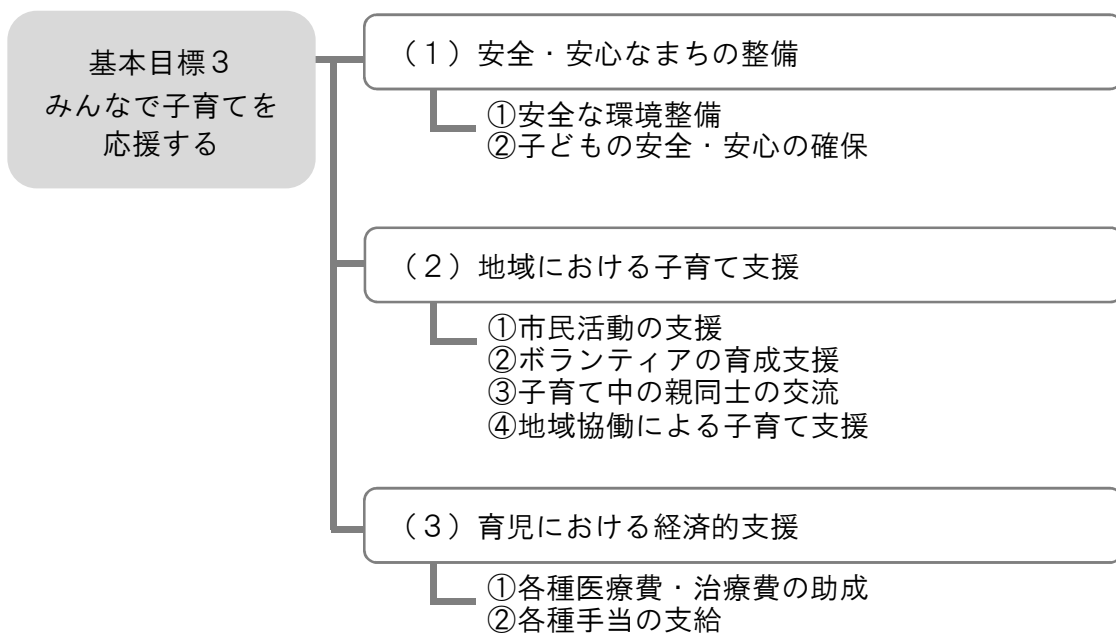 基本目標３
みんなで子育てを
応援する
（１）安全・安心なまちの整備
①安全な環境整備
②子どもの安全・安心の確保
（２）地域における子育て支援
①市民活動の支援
②ボランティアの育成支援
③子育て中の親同士の交流
④地域協働による子育て支援
（３）育児における経済的支援
①各種医療費・治療費の助成
②各種手当の支給